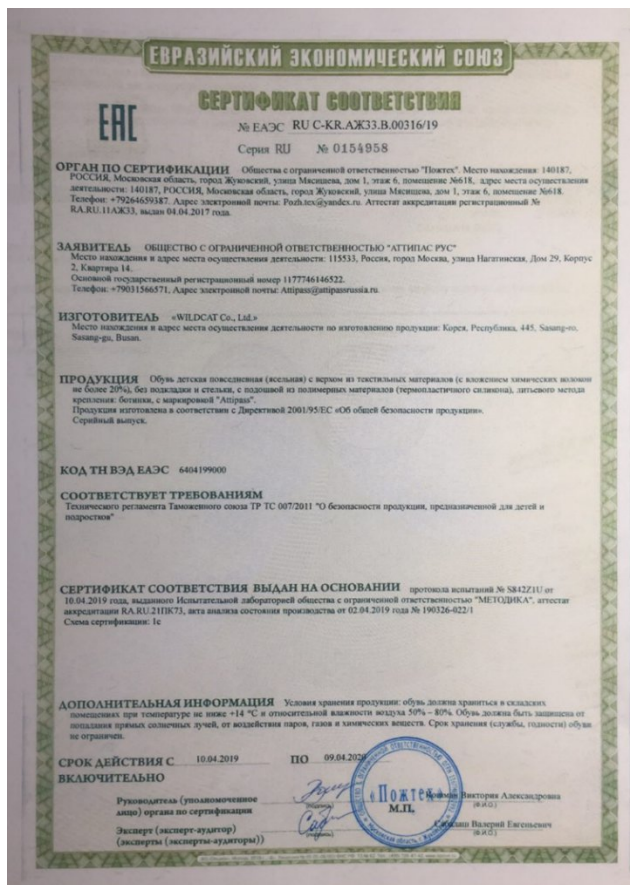 ЕВРАЗИЙСКИЙ ЭКОНОМИЧЕСКИЙ СОЮЗ
EAC
СЕРТИФИКАТ СООТВЕТСТВИЯ
№ ЕАЭС RU С-KR.АЖ33.В.00316/19
Серия RU № 0154958
ОРГАН ПО СЕРТИФИКАЦИИ Общества с ограниченной ответственностью "Пожтех". Место нахождения: 140187,
РОССИЯ, Московская область, город Жуковский, улица Мясищева, дом 1, этаж 6, помещение №618, адрес места осуществления
деятельности: 140187, РОССИЯ, Московская область, город Жуковский, улица Мясищева, дом 1, этаж 6, помещение №618.
Телефон: +79264659387. Адрес электронной почты: Pozh.tex@yandex.ru. Аттестат аккредитации регистрационный №
RA.RU.11АЖ33, выдан 04.04.2017 года.
ЗАЯВИТЕЛЬ ОБЩЕСТВО С ОГРАНИЧЕННОЙ ОТВЕТСТВЕННОСТЬЮ "АТТИПАС РУС"
Место нахождения и адрес места осуществления деятельности: 115533, Россия, город Москва, улица Нагатинская, Дом 29, Корпус
2, Квартира 14.
Основной государственный регистрационный номер 1177746146522.
Телефон: +79031566571, Адрес электронной почты: Attipass@attipassrussia.ru.
ИЗГОТОВИТЕЛЬ «WILDCAT Co., Ltd.»
Место нахождения и адрес места осуществления деятельности по изготовлению продукции: Корея, Республика, 445, Sasang-ro,
Sasang-gu, Busan.
ПРОДУКЦИЯ Обувь детская повседневная (ясельная) с верхом из текстильных материалов (с вложением химических волокон
не более 20%), без подкладки и стельки, с подошвой из полимерных материалов (термопластичного силикона), литьевого метода
крепления: ботинки, с маркировкой "Attipass".
Продукция изготовлена в соответствии с Директивой 2001/95/EC «Об общей безопасности продукции».
Серийный выпуск.
КОД ТН ВЭД ЕАЭС 6404199000
СООТВЕТСТВУЕТ ТРЕБОВАНИЯМ
Технического регламента Таможенного союза ТР ТС 007/2011 "О безопасности продукции, предназначенной для детей и
подростков"
СЕРТИФИКАТ СООТВЕТСТВИЯ ВЫДАН НА ОСНОВАНИИ протокола испытаний № S842Z1U от
10.04.2019 года, выданного Испытательной лабораторией общества с ограниченной ответственностью "МЕТОДИКА", аттестат
аккредитации RA.RU.21ПК73, акта анализа состояния производства от 02.04.2019 года № 190326-022/1
Схема сертификации: 1с
ДОПОЛНИТЕЛЬНАЯ ИНФОРМАЦИЯ Условия хранения продукции: обувь должна храниться в складских
помещениях при температуре не ниже +14 °С и относительной влажности воздуха 50% – 80%. Обувь должна быть защищена от
попадания прямых солнечных лучей, от воздействия паров, газов и химических веществ. Срок хранения (службы, годности) обуви
не ограничен.
СРОК ДЕЙСТВИЯ С 10.04.2019 ПО 09.04.2020
ВКЛЮЧИТЕЛЬНО
Руководитель (уполномоченное
лицо) органа по сертификации
(подпись)
«Пожтех»
М.П.
Виктория Александровна
(Ф.И.О.)
Эксперт (эксперт-аудитор)
(эксперты (эксперты-аудиторы))
(подпись)
Валерий Евгеньевич
(Ф.И.О.)